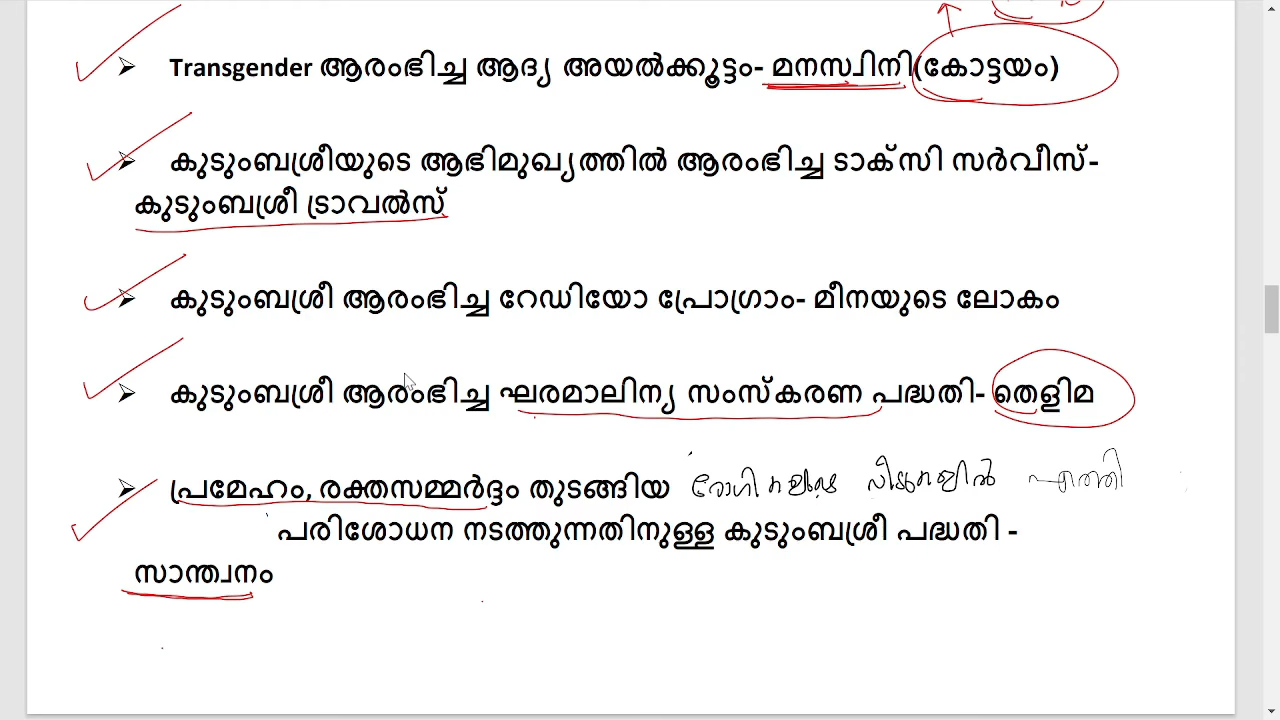 ➢ Transgender ആരംഭിച്ച ആദ്യ അയൽക്കൂട്ടം- മനസ്വിനി(കോട്ടയം)
➢ കുടുംബശ്രീയുടെ ആഭിമുഖ്യത്തിൽ ആരംഭിച്ച ടാക്സി സർവീസ്-
കുടുംബശ്രീ ട്രാവൽസ്
➢ കുടുംബശ്രീ ആരംഭിച്ച റേഡിയോ പ്രോഗ്രാം- മീനയുടെ ലോകം
➢ കുടുംബശ്രീ ആരംഭിച്ച ഘരമാലിന്യ സംസ്കരണ പദ്ധതി- തെളിമ
➢ പ്രമേഹം, രക്തസമ്മർദ്ദം തുടങ്ങിയ രോഗികളുടെ വീടുകളിൽ എത്തി
പരിശോധന നടത്തുന്നതിനുള്ള കുടുംബശ്രീ പദ്ധതി -
സാന്ത്വനം